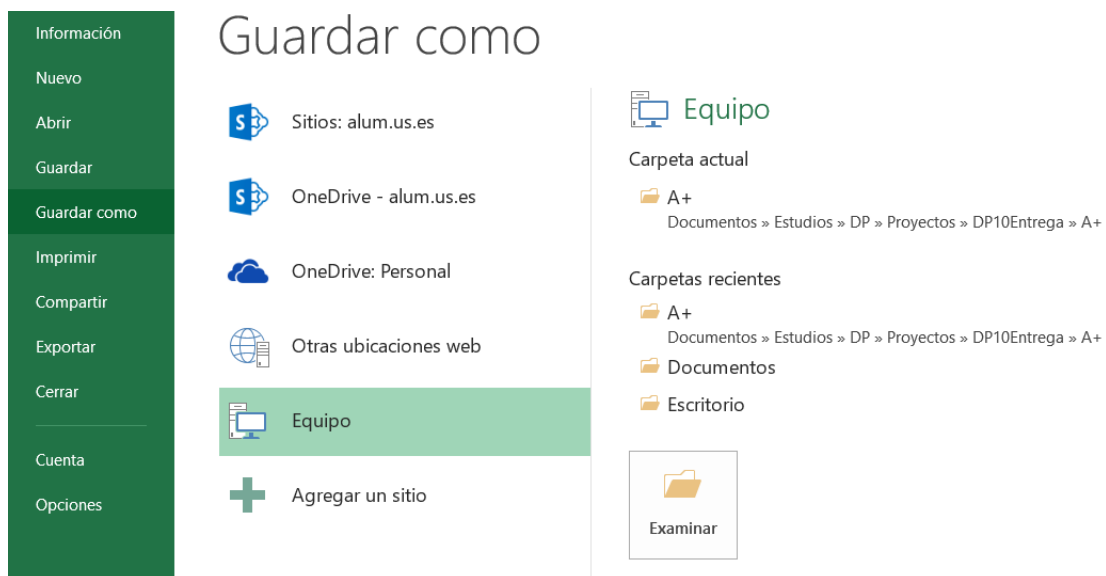 Información
Nuevo
Abrir
Guardar
Guardar como
Imprimir
Compartir
Exportar
Cerrar
Cuenta
Opciones
Guardar como
Sitios: alum.us.es
OneDrive - alum.us.es
OneDrive: Personal
Otras ubicaciones web
Equipo
Agregar un sitio
Equipo
Carpeta actual
A+
Documentos » Estudios » DP » Proyectos » DP10Entrega » A+
Carpetas recientes
A+
Documentos » Estudios » DP » Proyectos » DP10Entrega » A+
Documentos
Escritorio
Examinar